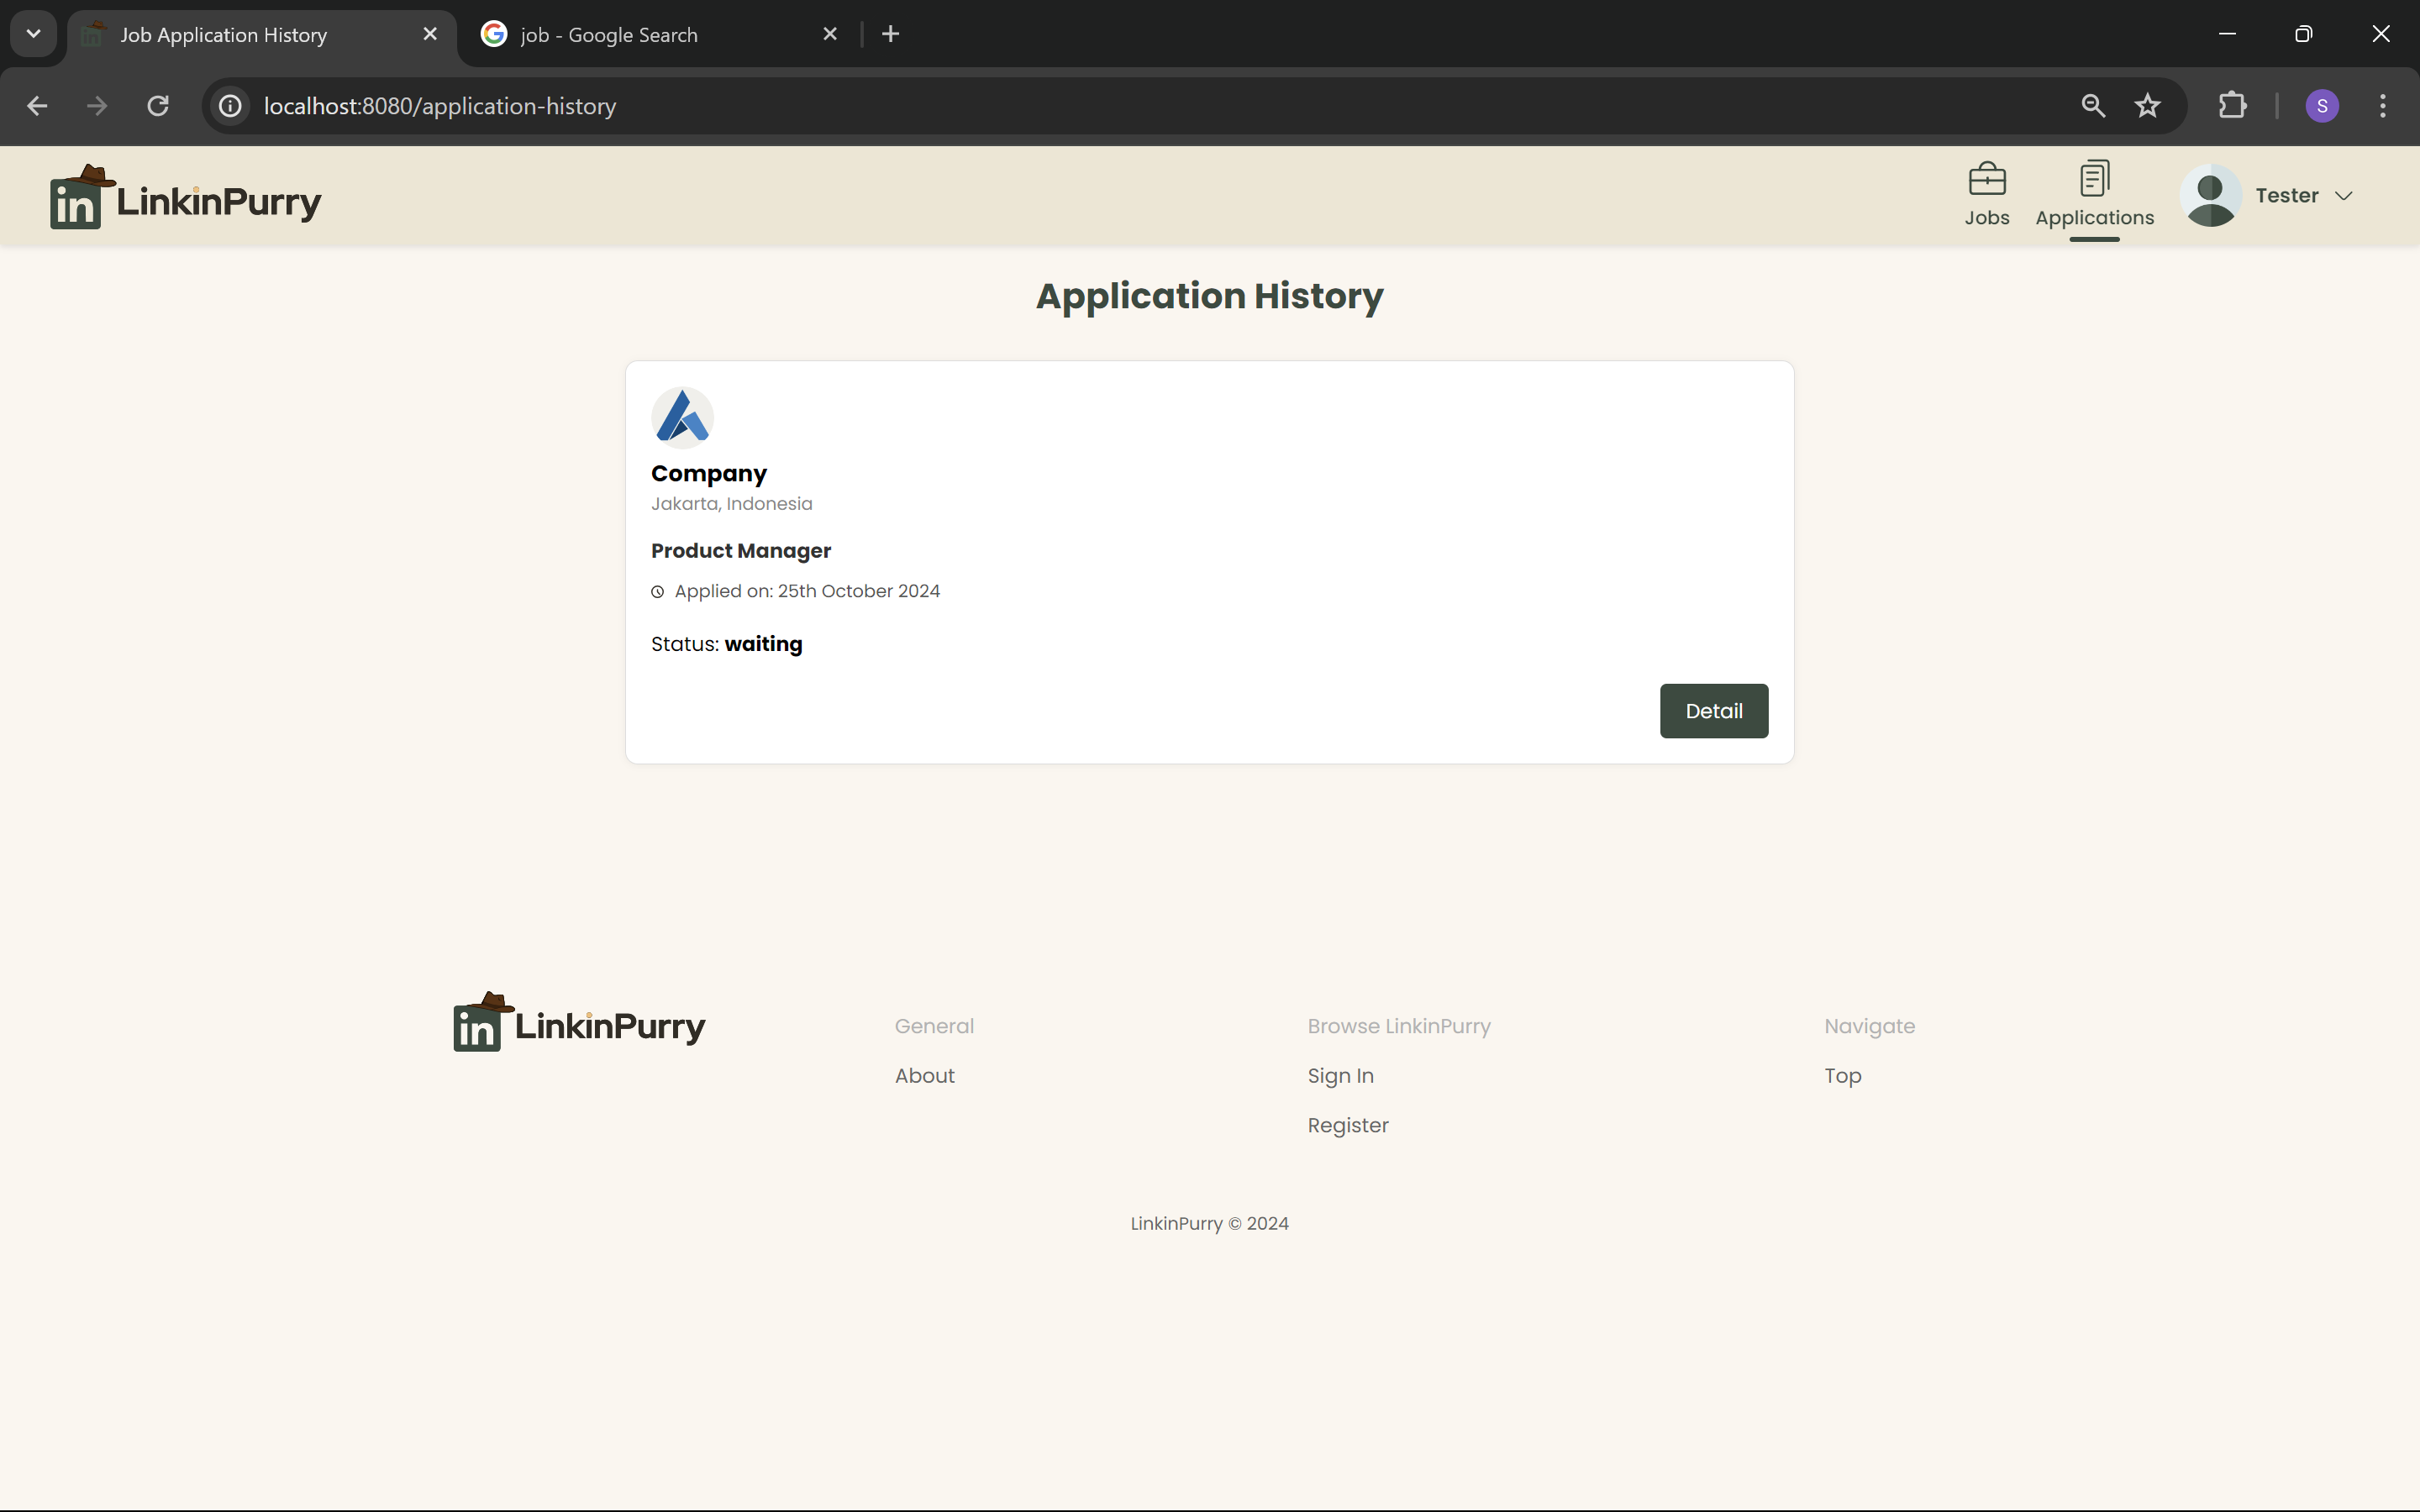 Job Application History
job - Google Search
localhost:8080/application-history
S
in LinkinPurry
Jobs
Applications
Tester
Application History
Company
Jakarta, Indonesia
Product Manager
Applied on: 25th October 2024
Status: waiting
Detail
in LinkinPurry
General
About
Browse LinkinPurry
Sign In
Register
Navigate
Top
LinkinPurry © 2024